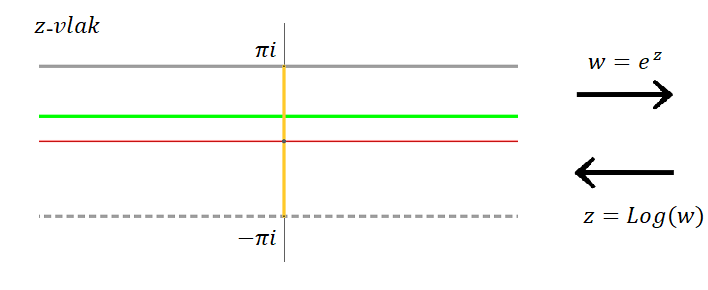 z-vlak
πi
w = e^z
z = Log(w)
−πi